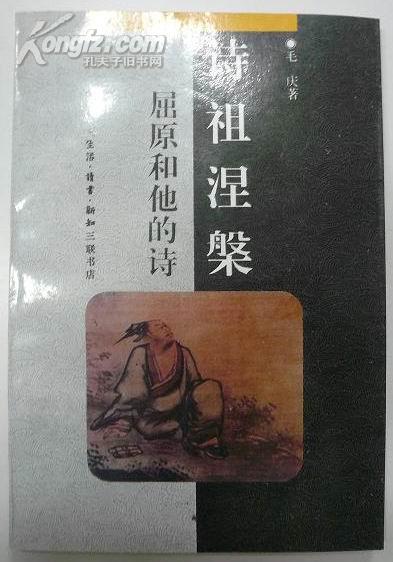 Kongfz.com
孔夫子旧书网
毛 庆著
诗祖涅槃
屈原和他的诗
生活·讀書·新知三联书店